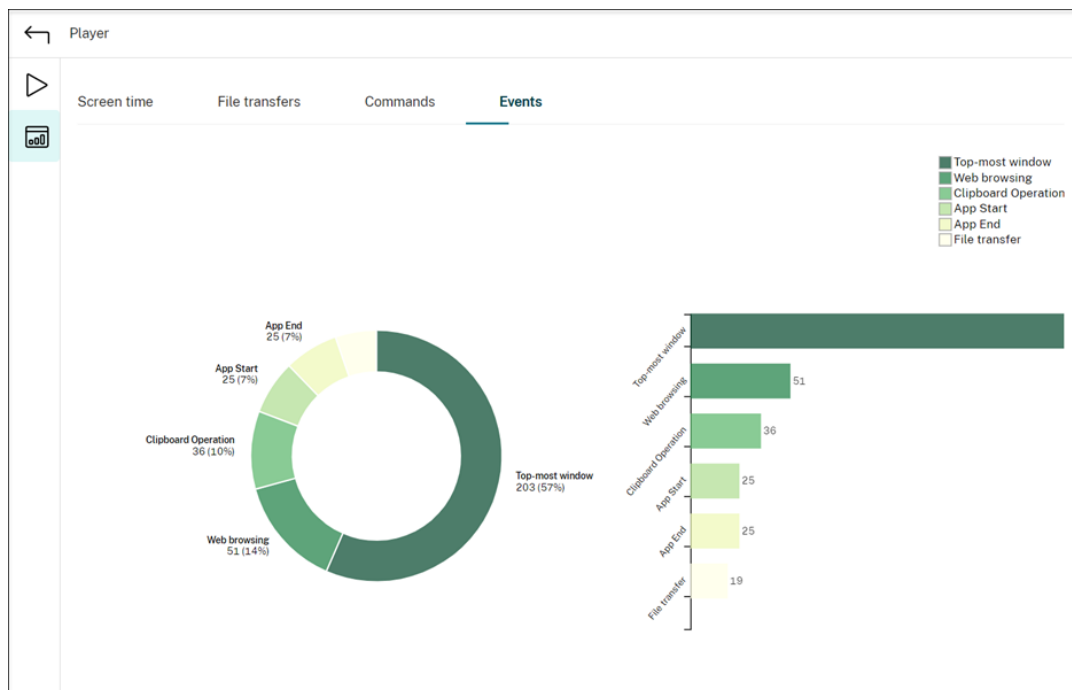 Player
Screen time
File transfers
Commands
Events
Top-most window
Web browsing
Clipboard Operation
App Start
App End
File transfer
App End
25 (7%)
App Start
25 (7%)
Clipboard Operation
36 (10%)
Web browsing
51 (14%)
Top-most window
203 (57%)
Top-most window
Web browsing
51
Clipboard Operation
36
App Start
25
App End
25
File transfer
19